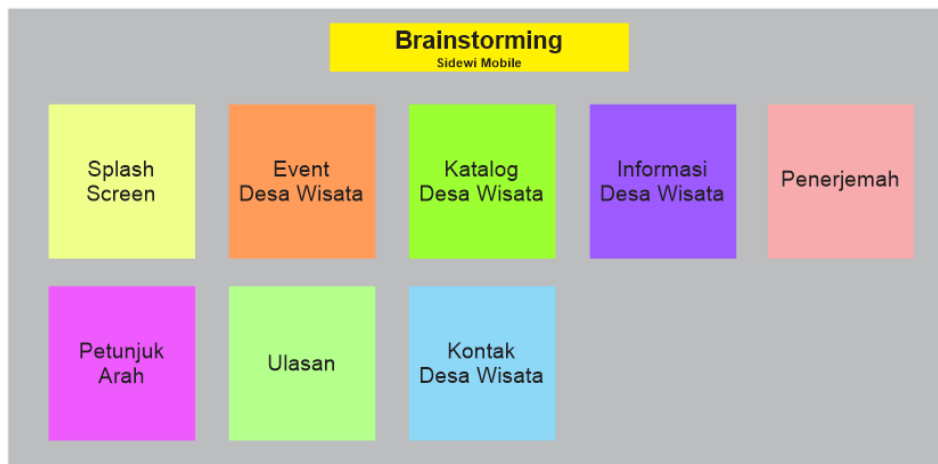 Brainstorming
Sidewi Mobile
Splash
Screen
Event
Desa Wisata
Katalog
Desa Wisata
Informasi
Desa Wisata
Penerjemah
Petunjuk
Arah
Ulasan
Kontak
Desa Wisata